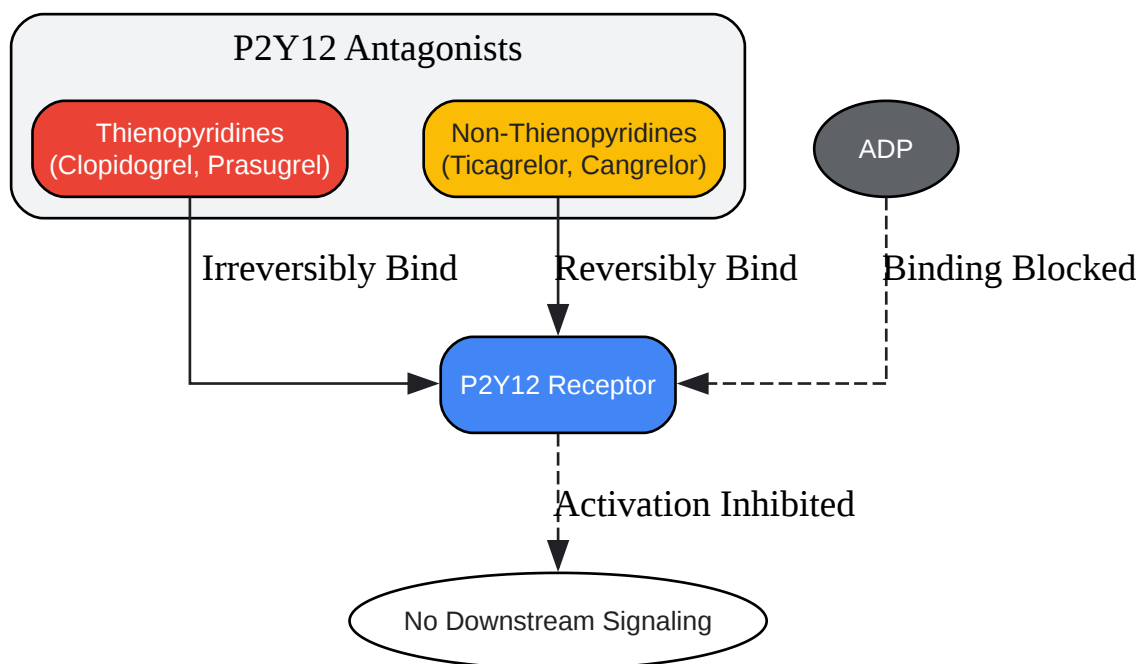 P2Y12 Antagonists
Thienopyridines
(Clopidogrel, Prasugrel)
Non-Thienopyridines
(Ticagrelor, Cangrelor)
ADP
Irreversibly Bind
Reversibly Bind
Binding Blocked
P2Y12 Receptor
Activation Inhibited
No Downstream Signaling